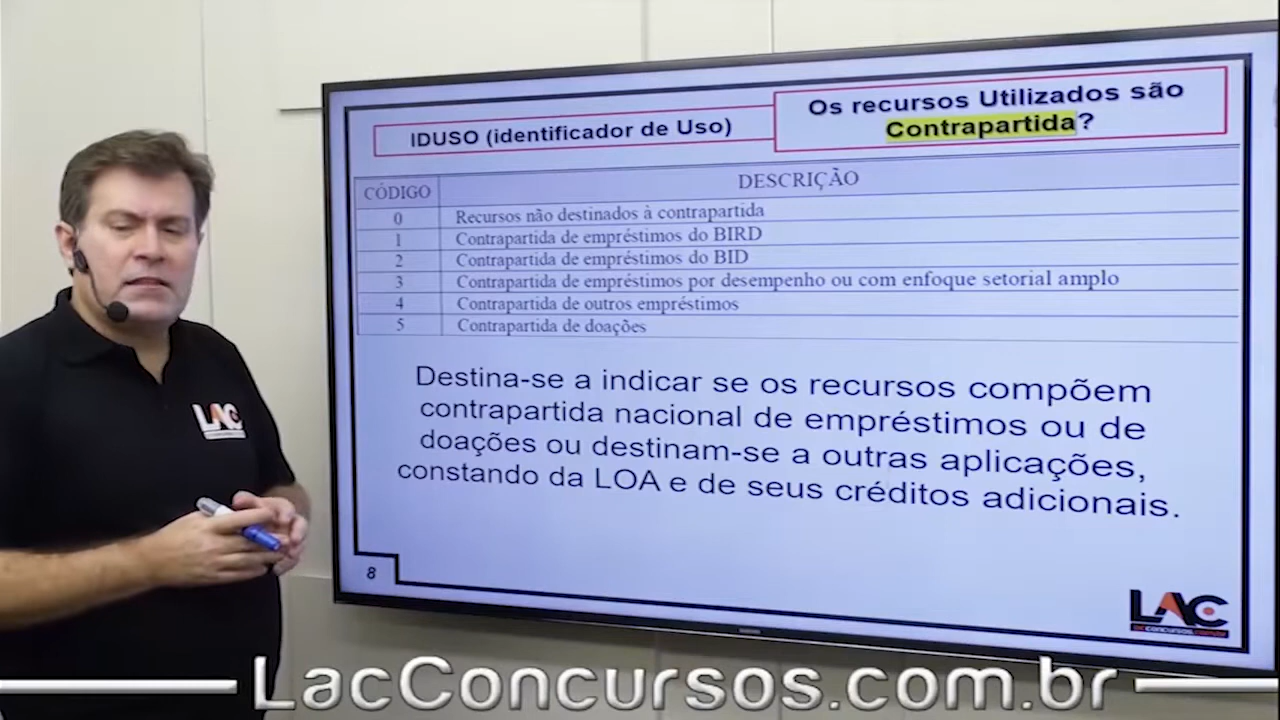 IDUSO (identificador de Uso)
Os recursos Utilizados são
Contrapartida?
CÓDIGO DESCRIÇÃO
0 Recursos não destinados à contrapartida
1 Contrapartida de empréstimos do BIRD
2 Contrapartida de empréstimos do BID
3 Contrapartida de empréstimos por desempenho ou com enfoque setorial amplo
4 Contrapartida de outros empréstimos
5 Contrapartida de doações
Destina-se a indicar se os recursos compõem
contrapartida nacional de empréstimos ou de
doações ou destinam-se a outras aplicações,
constando da LOA e de seus créditos adicionais.
8
LAC
LAC
LacConcursos.com.br